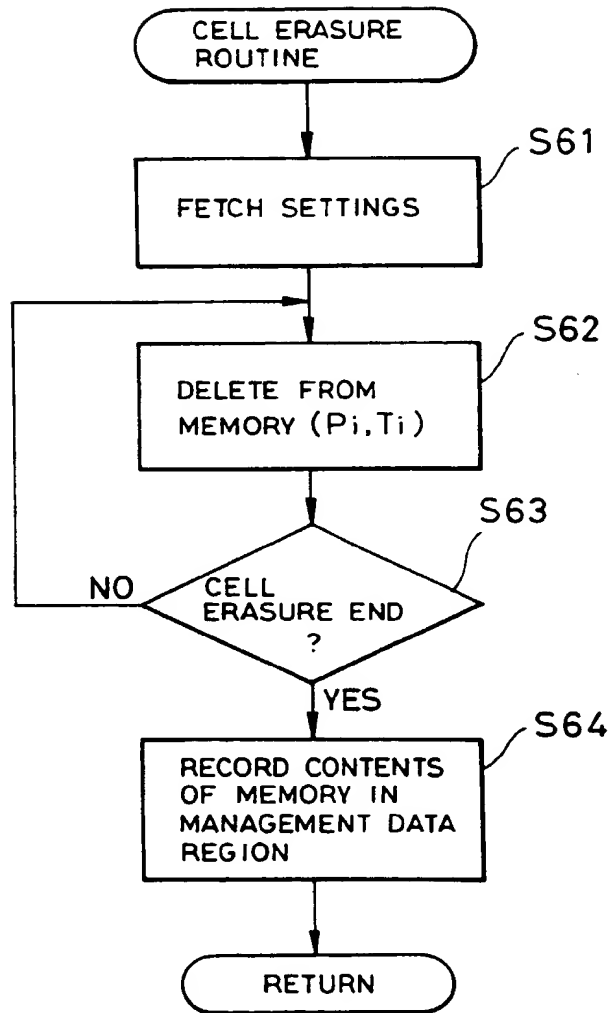 CELL ERASURE
ROUTINE
S61
FETCH SETTINGS
S62
DELETE FROM
MEMORY (Pi,Ti)
S63
NO
CELL
ERASURE END
?
YES
S64
RECORD CONTENTS
OF MEMORY IN
MANAGEMENT DATA
REGION
RETURN